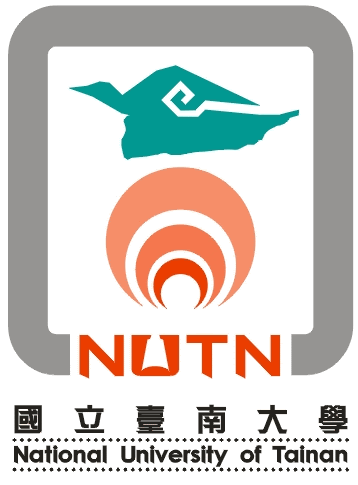 NUTN
國立臺南大學
National University of Tainan